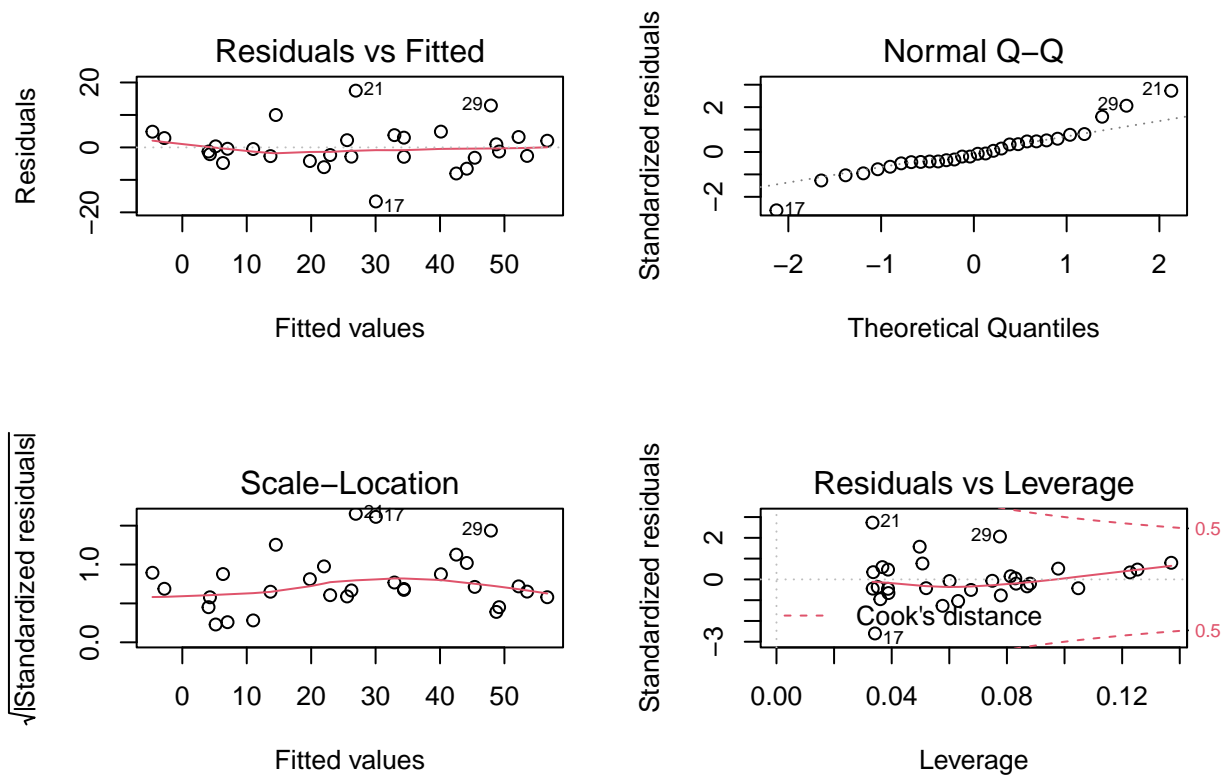 Residuals vs Fitted
Residuals
20
0
−20
21
29
17
0 10 20 30 40 50
Fitted values
Normal Q−Q
Standardized residuals
2
0
−2
29
21
17
−2 −1 0 1 2
Theoretical Quantiles
Scale−Location
√|Standardized residuals|
1.0
0.0
21
17
29
0 10 20 30 40 50
Fitted values
Residuals vs Leverage
Standardized residuals
2
0
−3
21
29
17
0.5
0.5
Cook's distance
0.00 0.04 0.08 0.12
Leverage